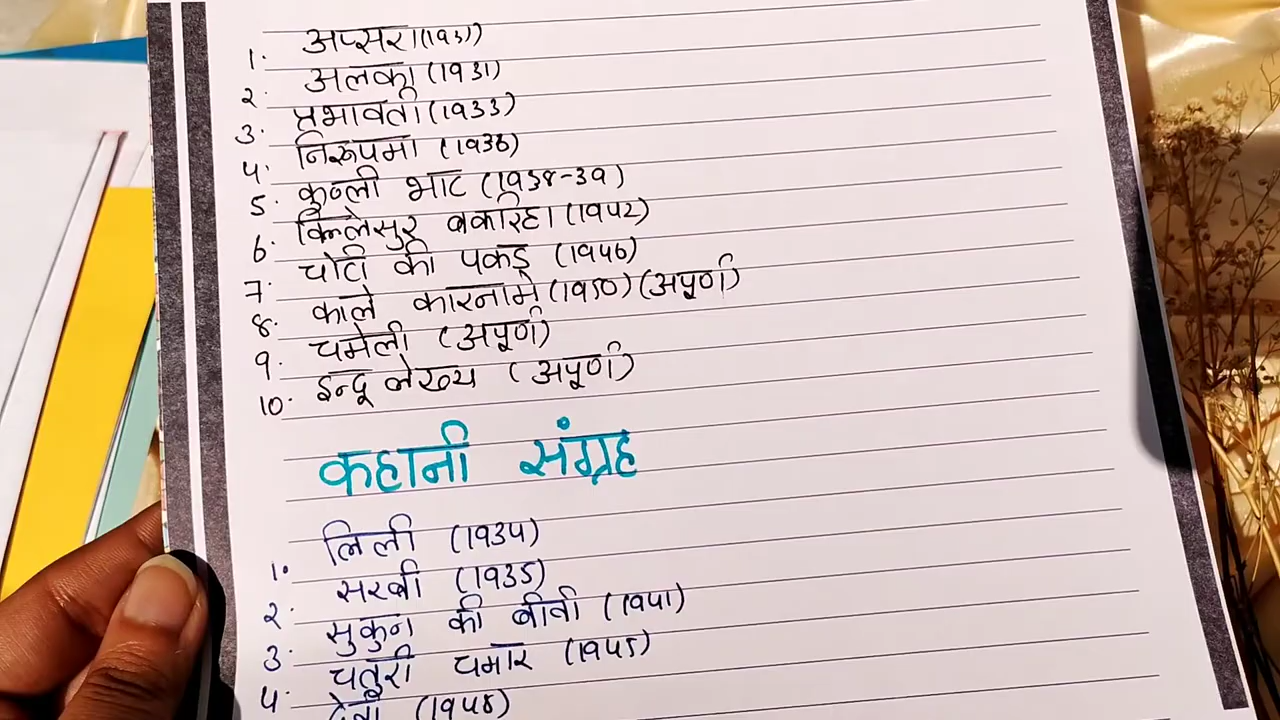 1. अप्सरा (1931)
2. अलका (1931)
3. प्रभावती (1933)
4. निरूपमा (1936)
5. कुल्ली भाट (1938-39)
6. बिल्लेसुर बकरिहा (1942)
7. चोटी की पकड़ (1946)
8. काले कारनामे (1950) (अपूर्ण)
9. चमेली (अपूर्ण)
10. इन्दू लेख्य (अपूर्ण)
कहानी संग्रह
1. लिली (1934)
2. सखी (1935)
3. सुकुन की बीवी (1941)
4. चतुरी चमार (1945)
देवी (1948)